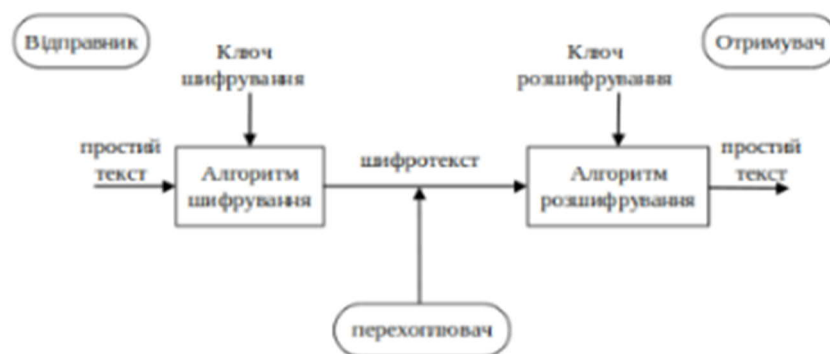 Відправник
Отримувач
Ключ
шифрування
Ключ
розшифрування
простий
текст
Алгоритм
шифрування
шифротекст
Алгоритм
розшифрування
простий
текст
перехоплювач